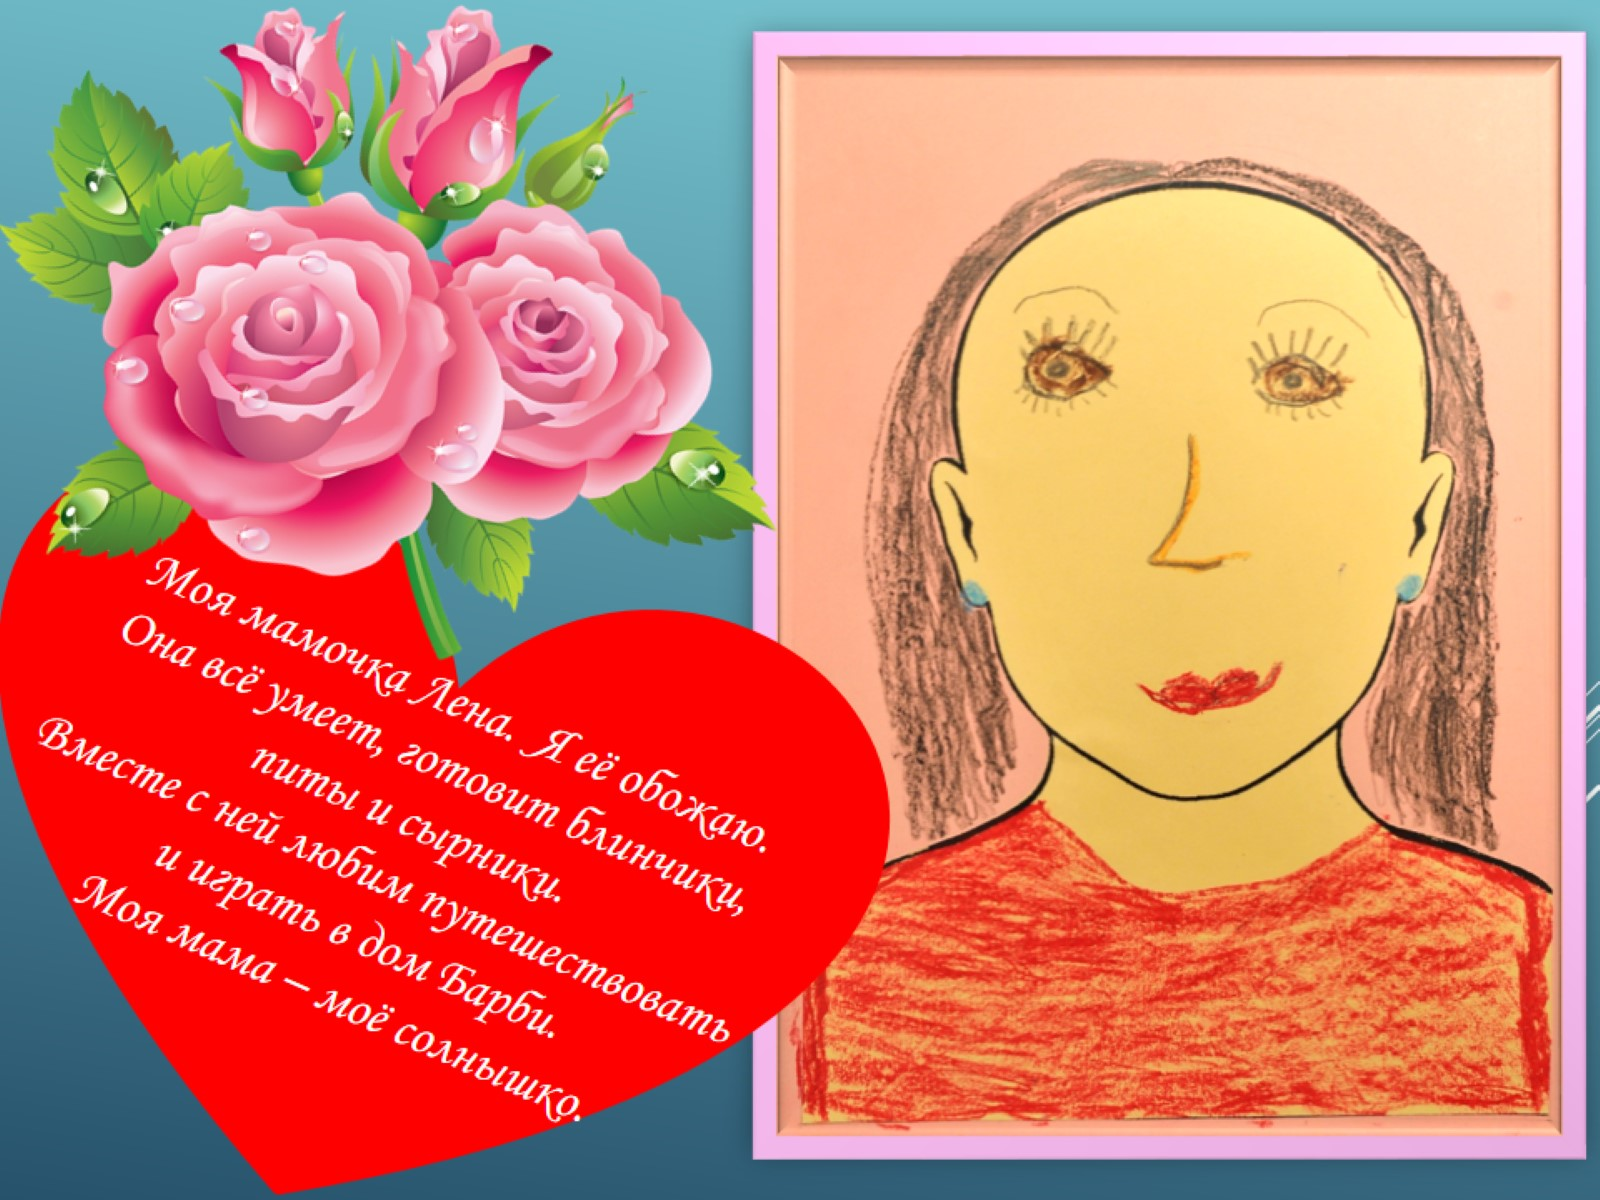 Моя мамочка Лена. Я её обожаю.
Она всё умеет, готовит блинчики,
питы и сырники.
Вместе с ней любим путешествовать
и играть в дом Барби.
Моя мама – моё солнышко.